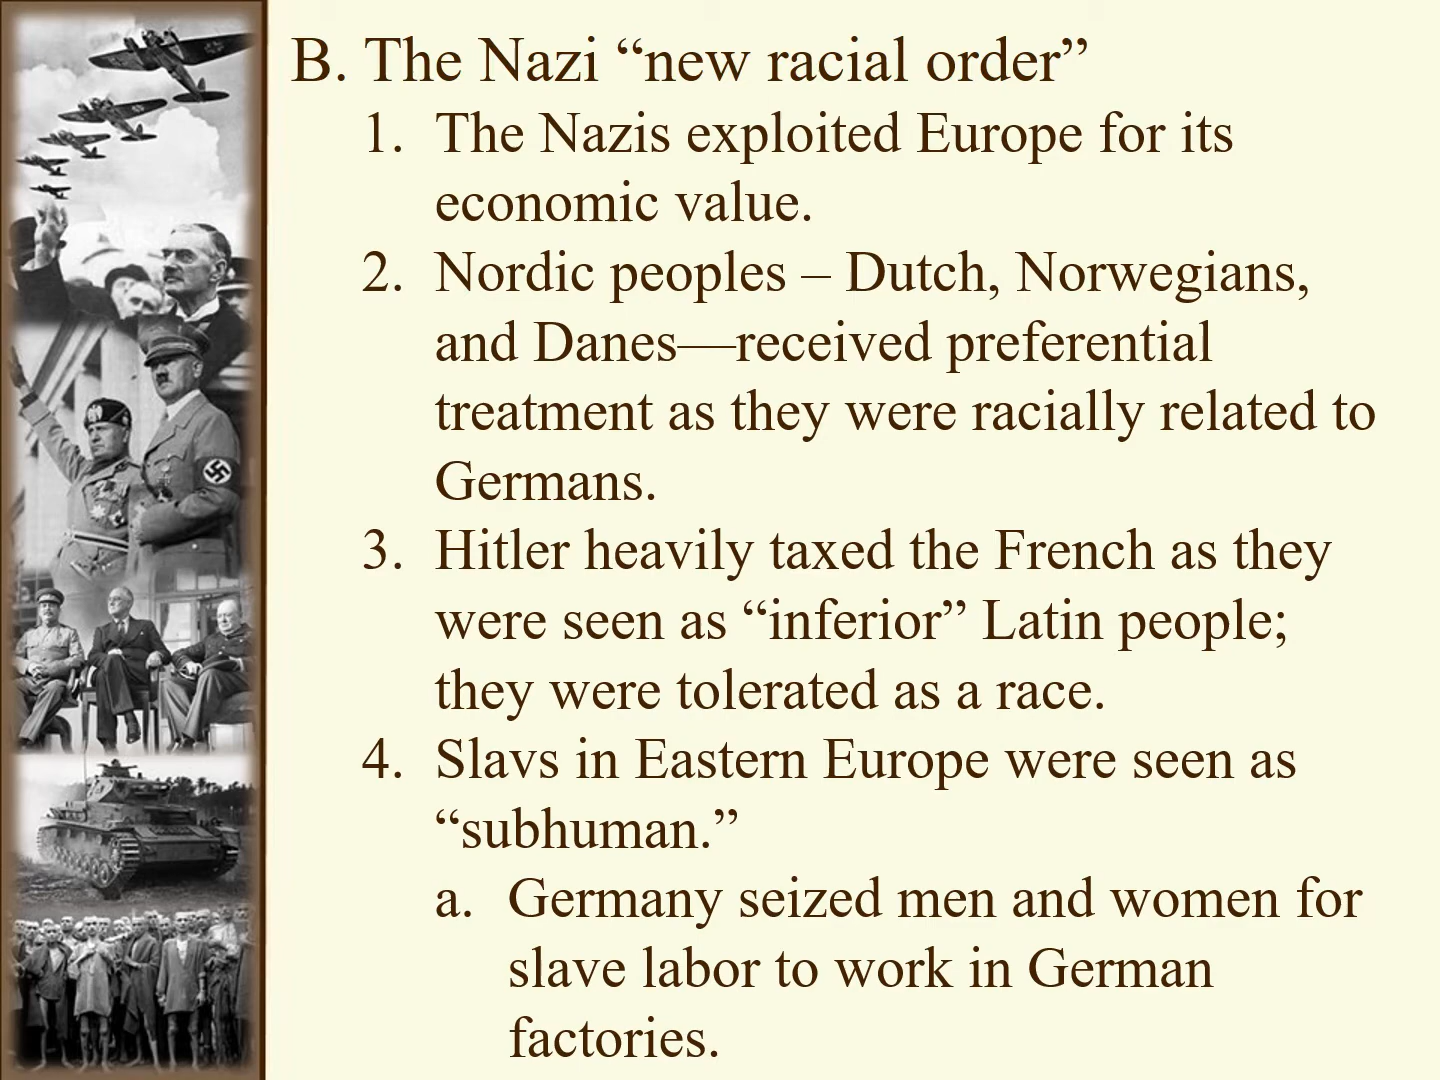 B. The Nazi “new racial order”
1. The Nazis exploited Europe for its
economic value.
2. Nordic peoples – Dutch, Norwegians,
and Danes—received preferential
treatment as they were racially related to
Germans.
3. Hitler heavily taxed the French as they
were seen as “inferior” Latin people;
they were tolerated as a race.
4. Slavs in Eastern Europe were seen as
“subhuman.”
a. Germany seized men and women for
slave labor to work in German
factories.